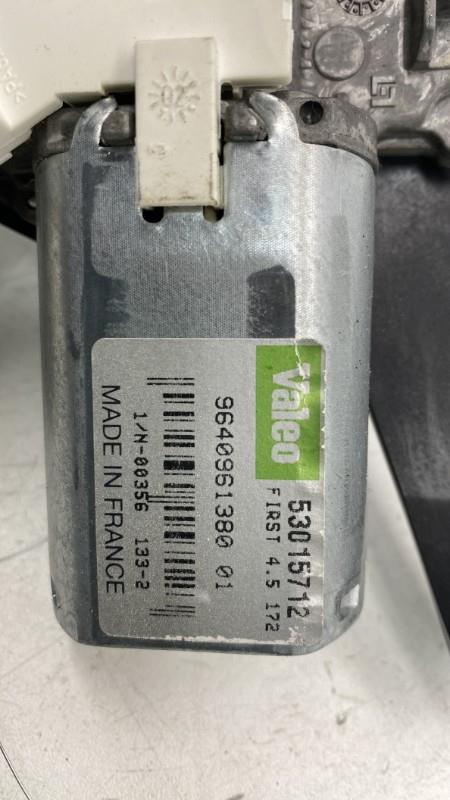 Valeo
53015712
FIRST 4.5 172
9640961380 01
1/N-00356 133-2
MADE IN FRANCE